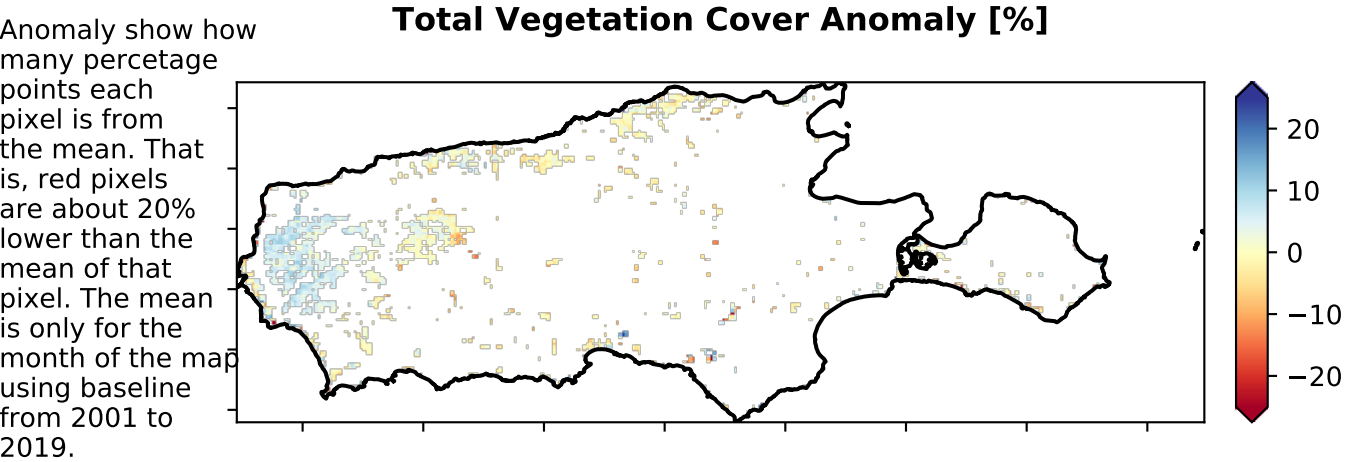 Total Vegetation Cover Anomaly [%]
Anomaly show how
many percetage
points each
pixel is from
the mean. That
is, red pixels
are about 20%
lower than the
mean of that
pixel. The mean
is only for the
month of the map
using baseline
from 2001 to
2019.
20
10
0
−10
−20